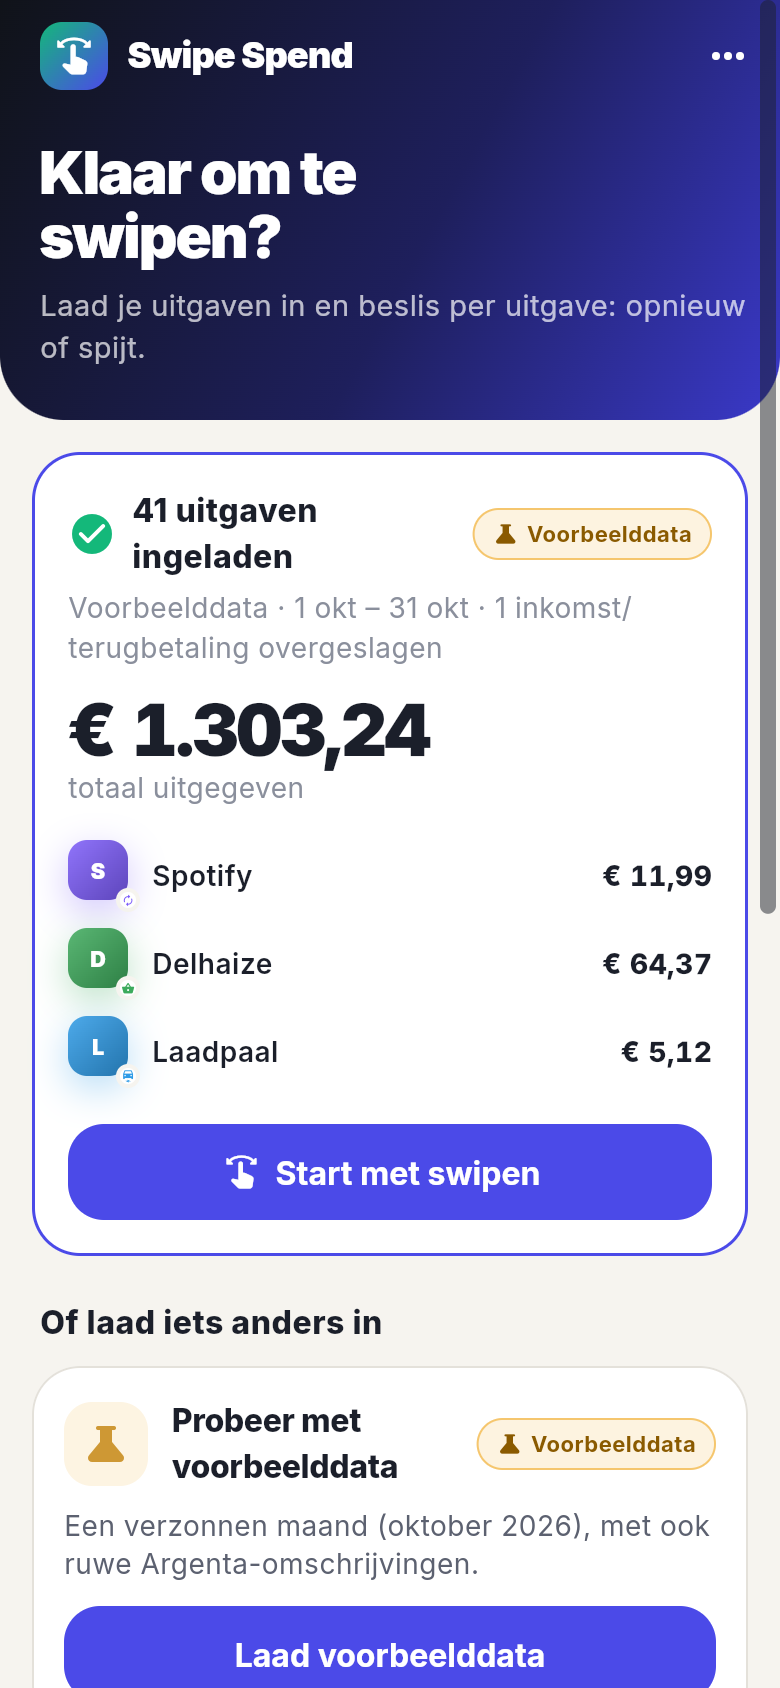 Swipe Spend
Klaar om te
swipen?
Laad je uitgaven in en beslis per uitgave: opnieuw
of spijt.
41 uitgaven
ingeladen
Voorbeelddata
Voorbeelddata · 1 okt – 31 okt · 1 inkomst/
terugbetaling overgeslagen
€ 1.303,24
totaal uitgegeven
S Spotify € 11,99
D Delhaize € 64,37
L Laadpaal € 5,12
Start met swipen
Of laad iets anders in
Probeer met
voorbeelddata
Voorbeelddata
Een verzonnen maand (oktober 2026), met ook
ruwe Argenta-omschrijvingen.
Laad voorbeelddata